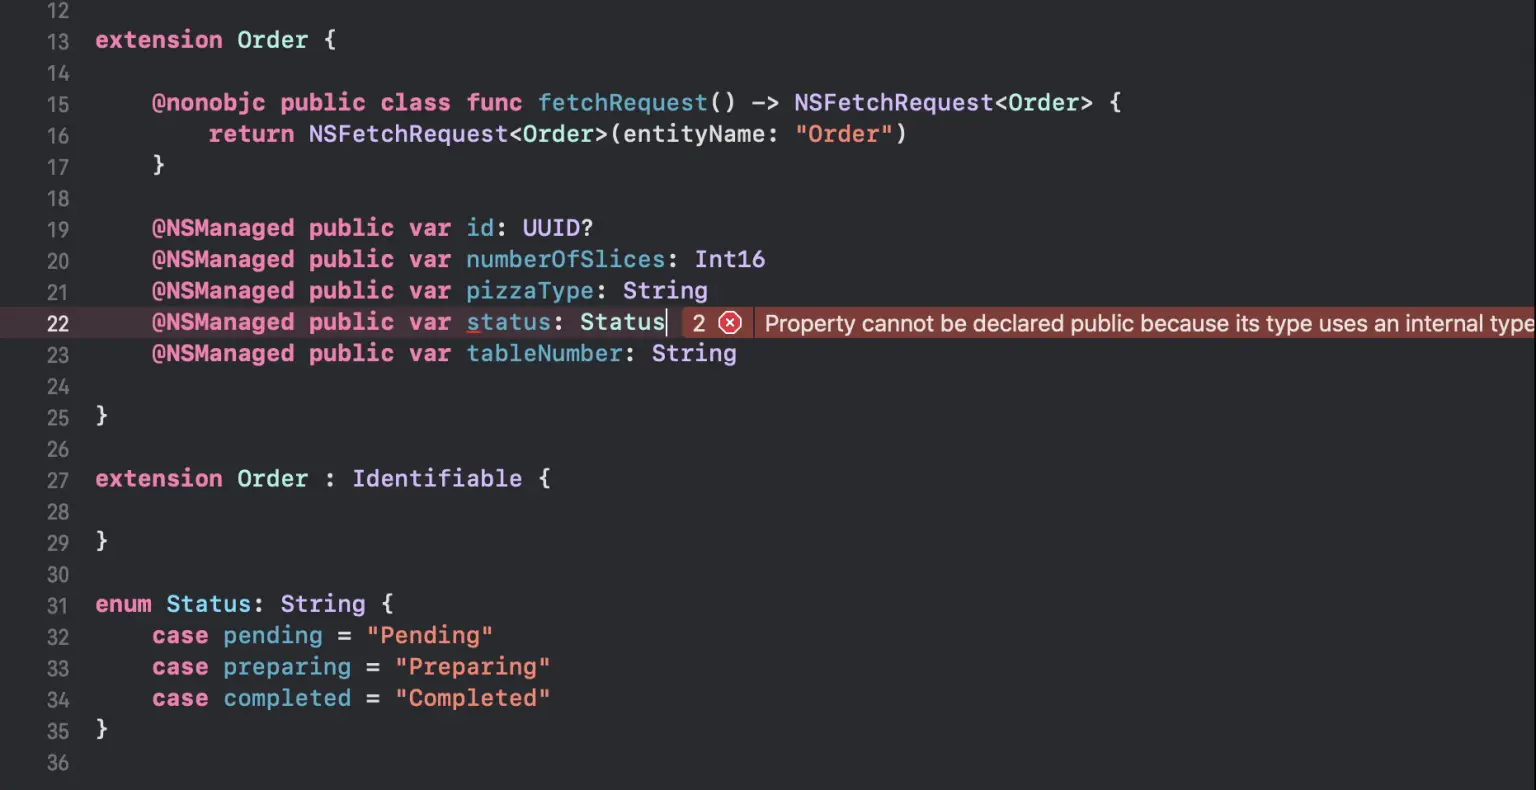 12
13 extension Order {
14
15 @nonobjc public class func fetchRequest() -> NSFetchRequest<Order> {
16 return NSFetchRequest<Order>(entityName: "Order")
17 }
18
19 @NSManaged public var id: UUID?
20 @NSManaged public var numberOfSlices: Int16
21 @NSManaged public var pizzaType: String
22 @NSManaged public var status: Status 2 Property cannot be declared public because its type uses an internal type
23 @NSManaged public var tableNumber: String
24
25 }
26
27 extension Order : Identifiable {
28
29 }
30
31 enum Status: String {
32 case pending = "Pending"
33 case preparing = "Preparing"
34 case completed = "Completed"
35 }
36